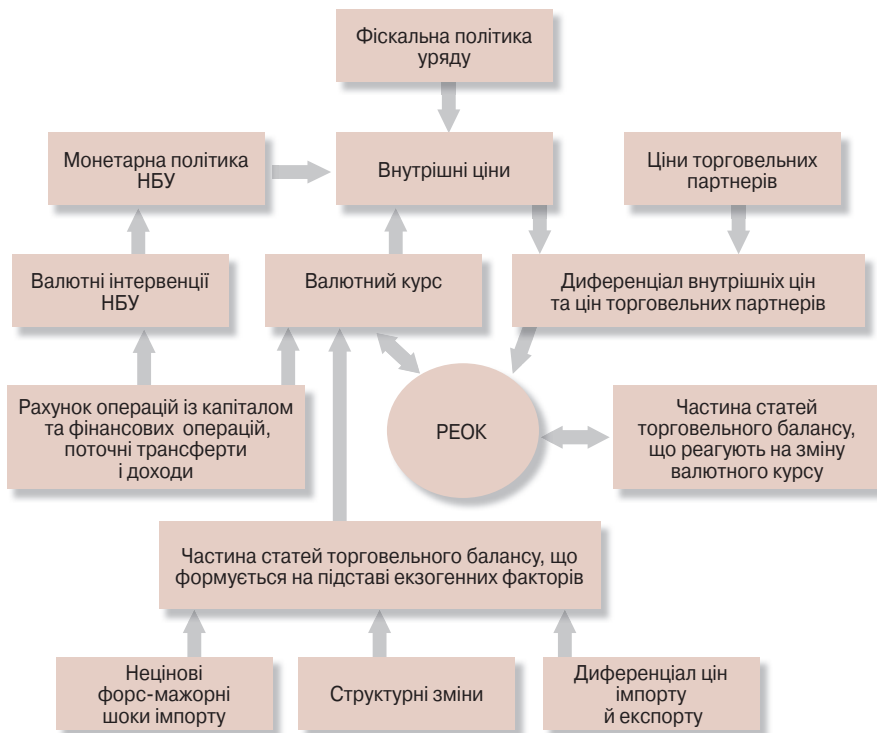 Фіскальна політика
уряду
Монетарна політика
НБУ
Внутрішні ціни
Ціни торговельних
партнерів
Валютні інтервенції
НБУ
Валютний курс
Диференціал внутрішніх цін
та цін торговельних партнерів
Рахунок операцій із капіталом
та фінансових операцій,
поточні трансферти
і доходи
РЕОК
Частина статей
торговельного балансу,
що реагують на зміну
валютного курсу
Частина статей торговельного балансу, що
формується на підставі екзогенних факторів
Нецінові
форс-мажорні
шоки імпорту
Структурні зміни
Диференціал цін
імпорту
й експорту